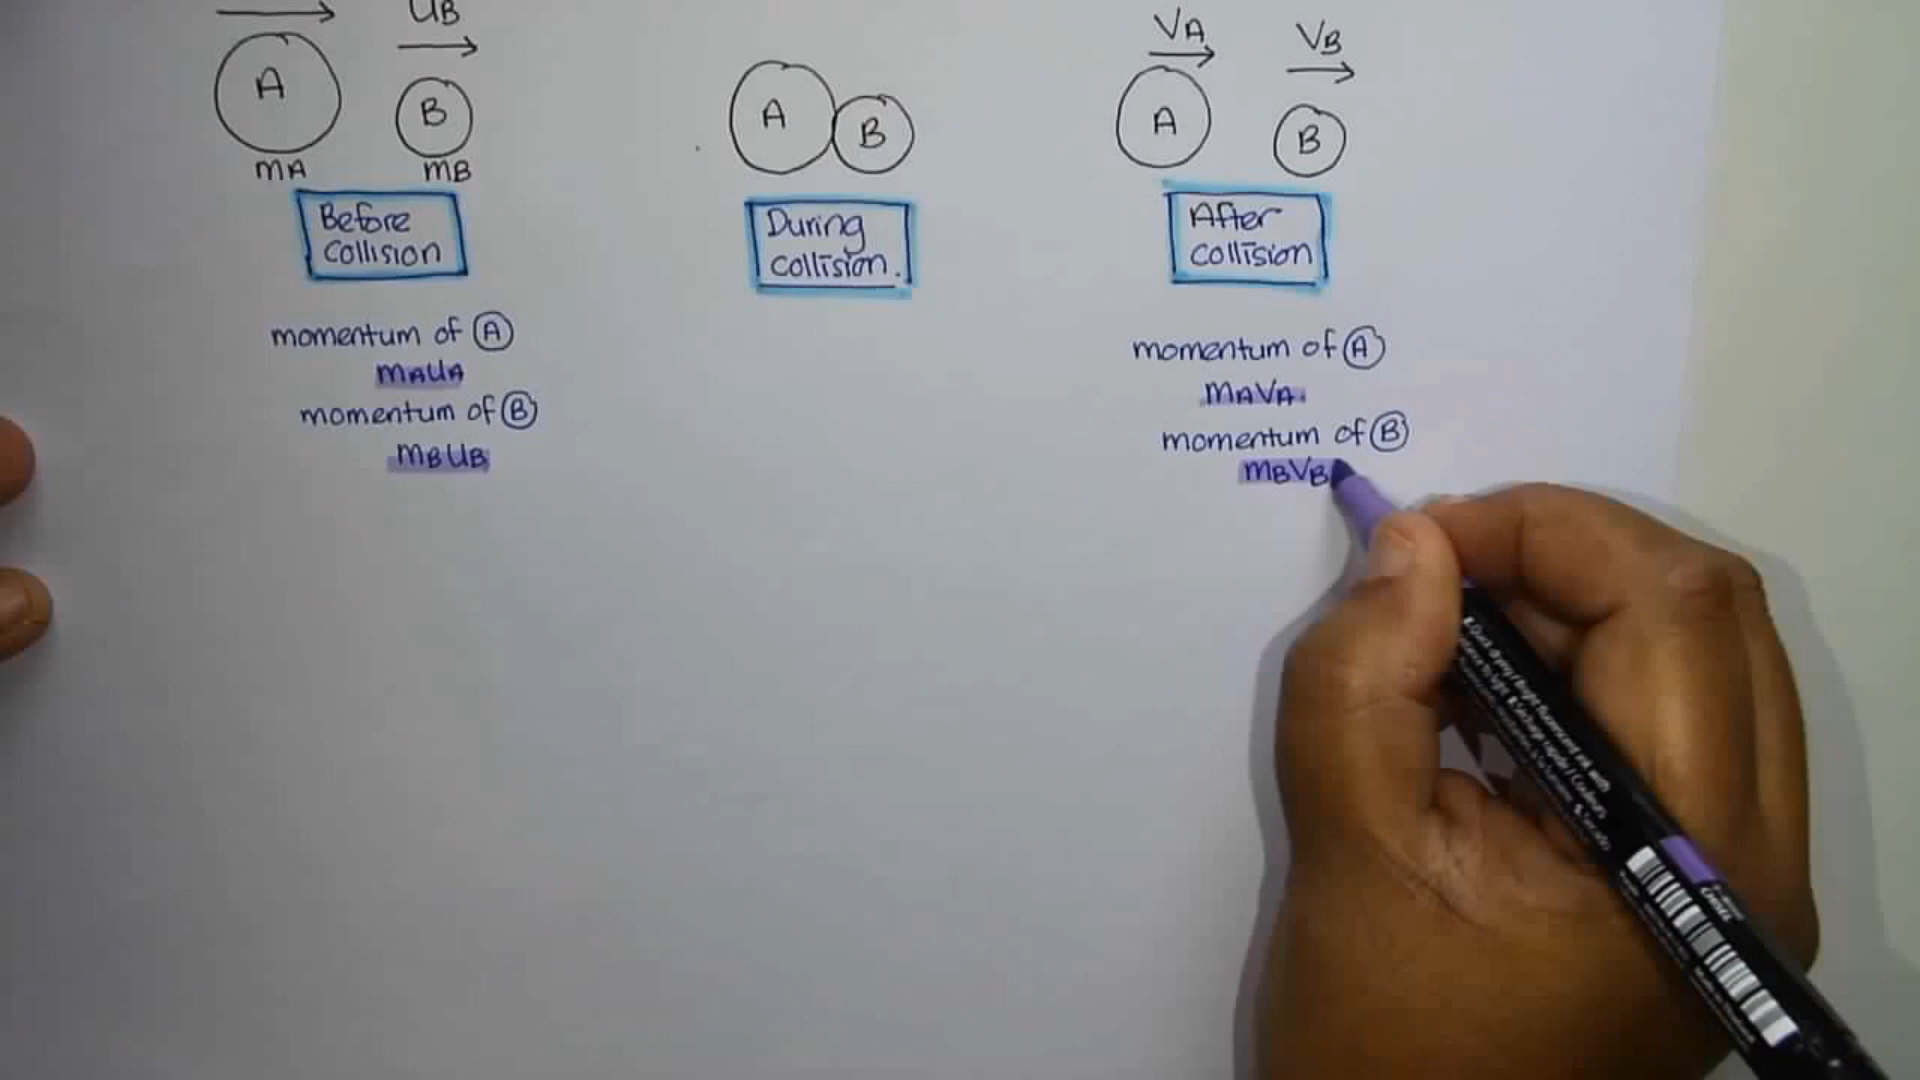 UB
A
B
mA
mB
Before
collision
momentum of A
mAUA
momentum of B
mBUB
A
B
During
collision.
VA
VB
A
B
After
collision
momentum of A
mAVA.
momentum of B
mBVB